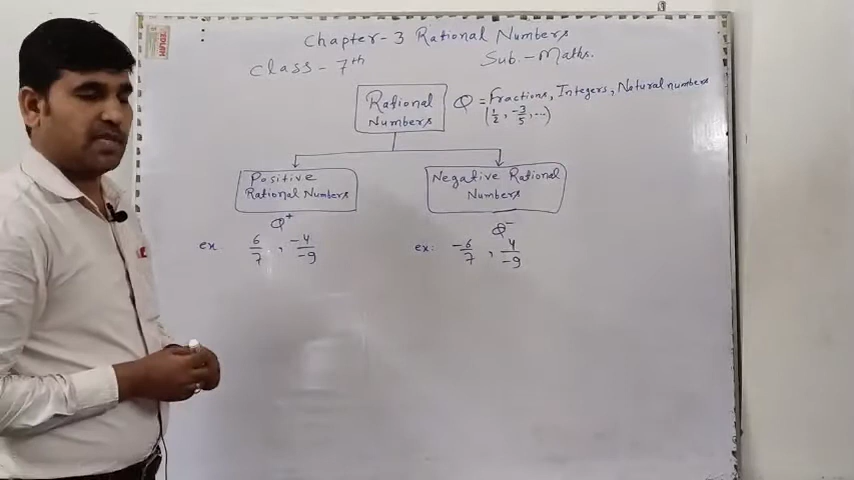 Chapter-3 Rational Numbers
Class - 7th Sub.- Maths.
Rational Numbers Q = Fractions, Integers, Natural numbers
(1/2, -3/5, ...)
Positive Rational Numbers
Negative Rational Numbers
Q+
Q-
ex 6/7, -4/-9
ex: -6/7, 4/-9